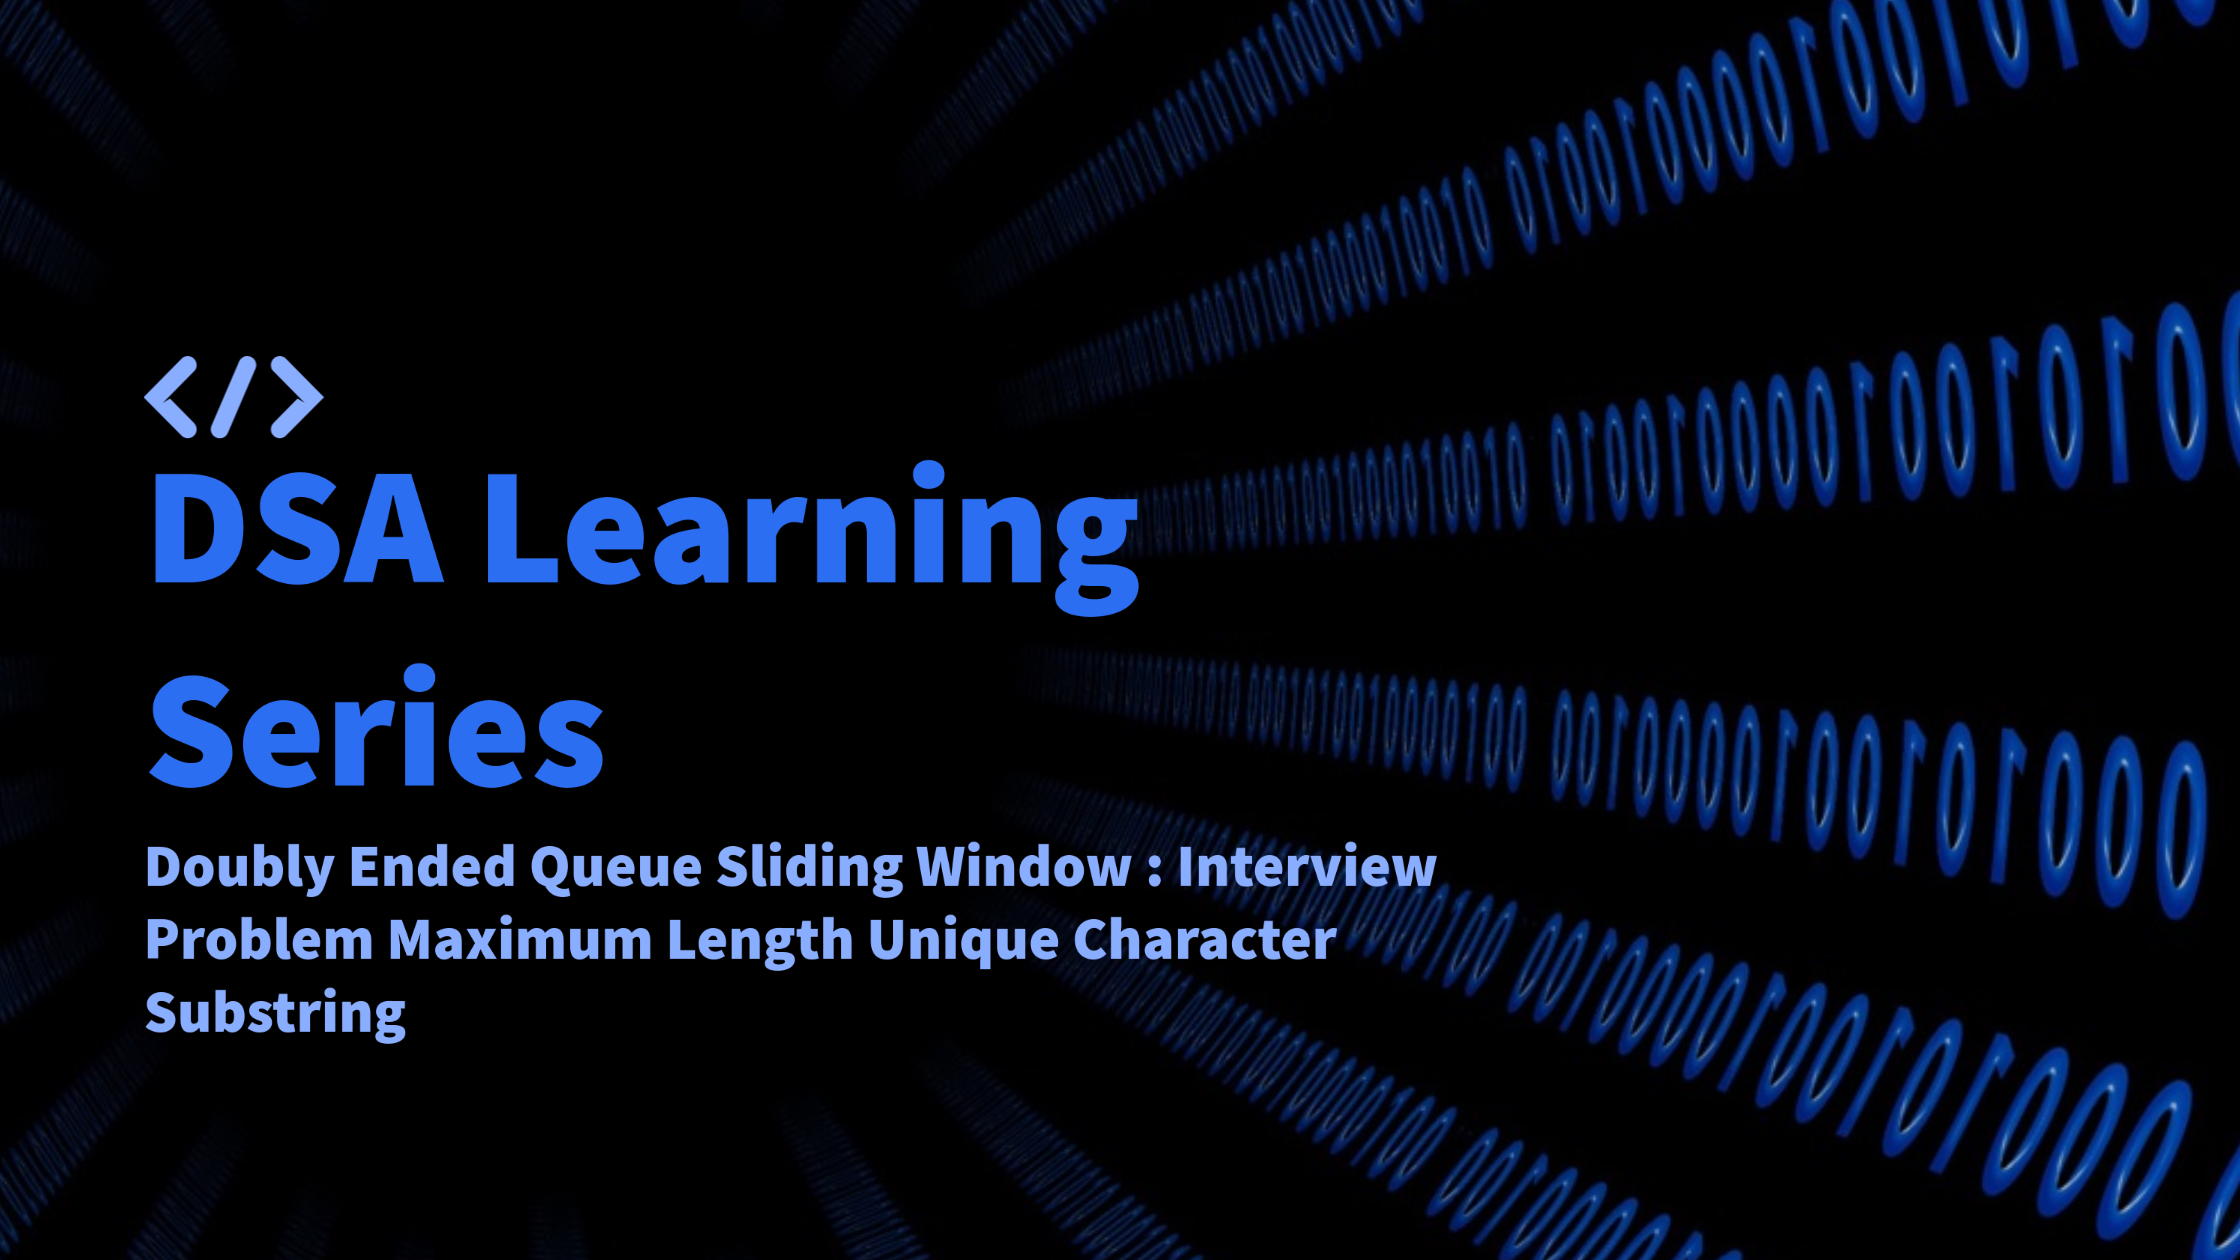 </>
DSA Learning
Series
Doubly Ended Queue Sliding Window : Interview
Problem Maximum Length Unique Character
Substring